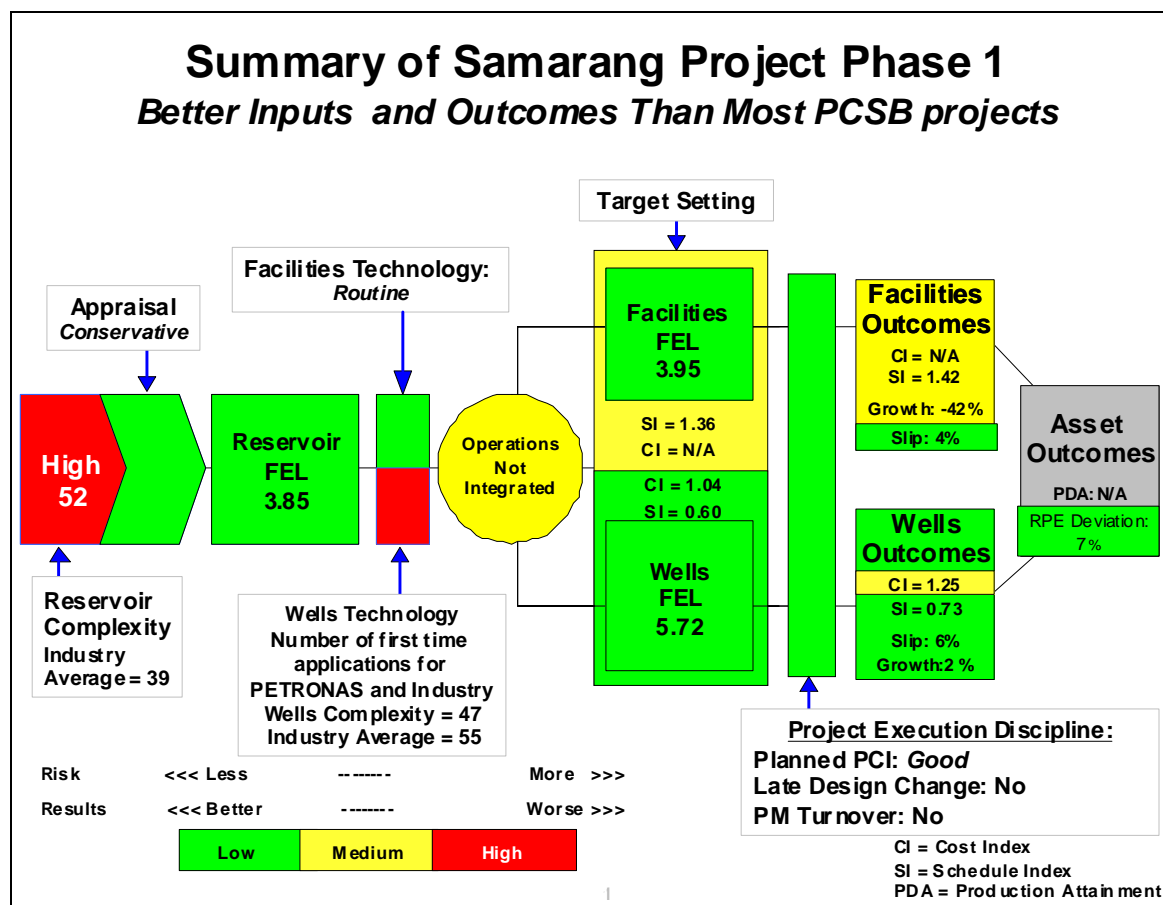 Summary of Samarang Project Phase 1
Better Inputs and Outcomes Than Most PCSB projects
Target Setting
Facilities Technology:
Routine
Appraisal
Conservative
High
52
Reservoir
FEL
3.85
Operations
Not
Integrated
Facilities
FEL
3.95
SI = 1.36
CI = N/A
CI = 1.04
SI = 0.60
Wells
FEL
5.72
Facilities
Outcomes
CI = N/A
SI = 1.42
Growth: -42%
Slip: 4%
Wells
Outcomes
CI = 1.25
SI = 0.73
Slip: 6%
Growth:2 %
Asset
Outcomes
PDA: N/A
RPE Deviation:
7 %
Reservoir
Complexity
Industry
Average = 39
Wells Technology
Number of first time
applications for
PETRONAS and Industry
Wells Complexity = 47
Industry Average = 55
Project Execution Discipline:
Planned PCI: Good
Late Design Change: No
PM Turnover: No
Risk <<< Less -------- More >>>
Results <<< Better ------- Worse >>>
Low Medium High
CI = Cost Index
SI = Schedule Index
PDA = Production Attainment